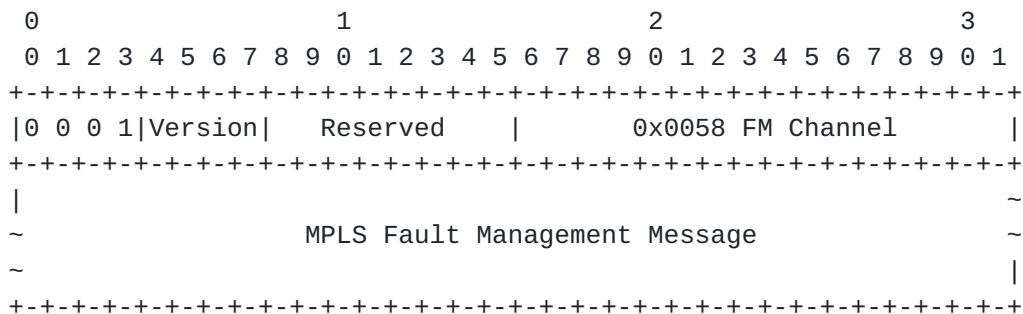 0                   1                   2                   3
 0 1 2 3 4 5 6 7 8 9 0 1 2 3 4 5 6 7 8 9 0 1 2 3 4 5 6 7 8 9 0 1
+-+-+-+-+-+-+-+-+-+-+-+-+-+-+-+-+-+-+-+-+-+-+-+-+-+-+-+-+-+-+-+-+
|0 0 0 1|Version|   Reserved    |       0x0058 FM Channel       |
+-+-+-+-+-+-+-+-+-+-+-+-+-+-+-+-+-+-+-+-+-+-+-+-+-+-+-+-+-+-+-+-+
|                                                               ~
~                  MPLS Fault Management Message                ~
~                                                               |
+-+-+-+-+-+-+-+-+-+-+-+-+-+-+-+-+-+-+-+-+-+-+-+-+-+-+-+-+-+-+-+-+